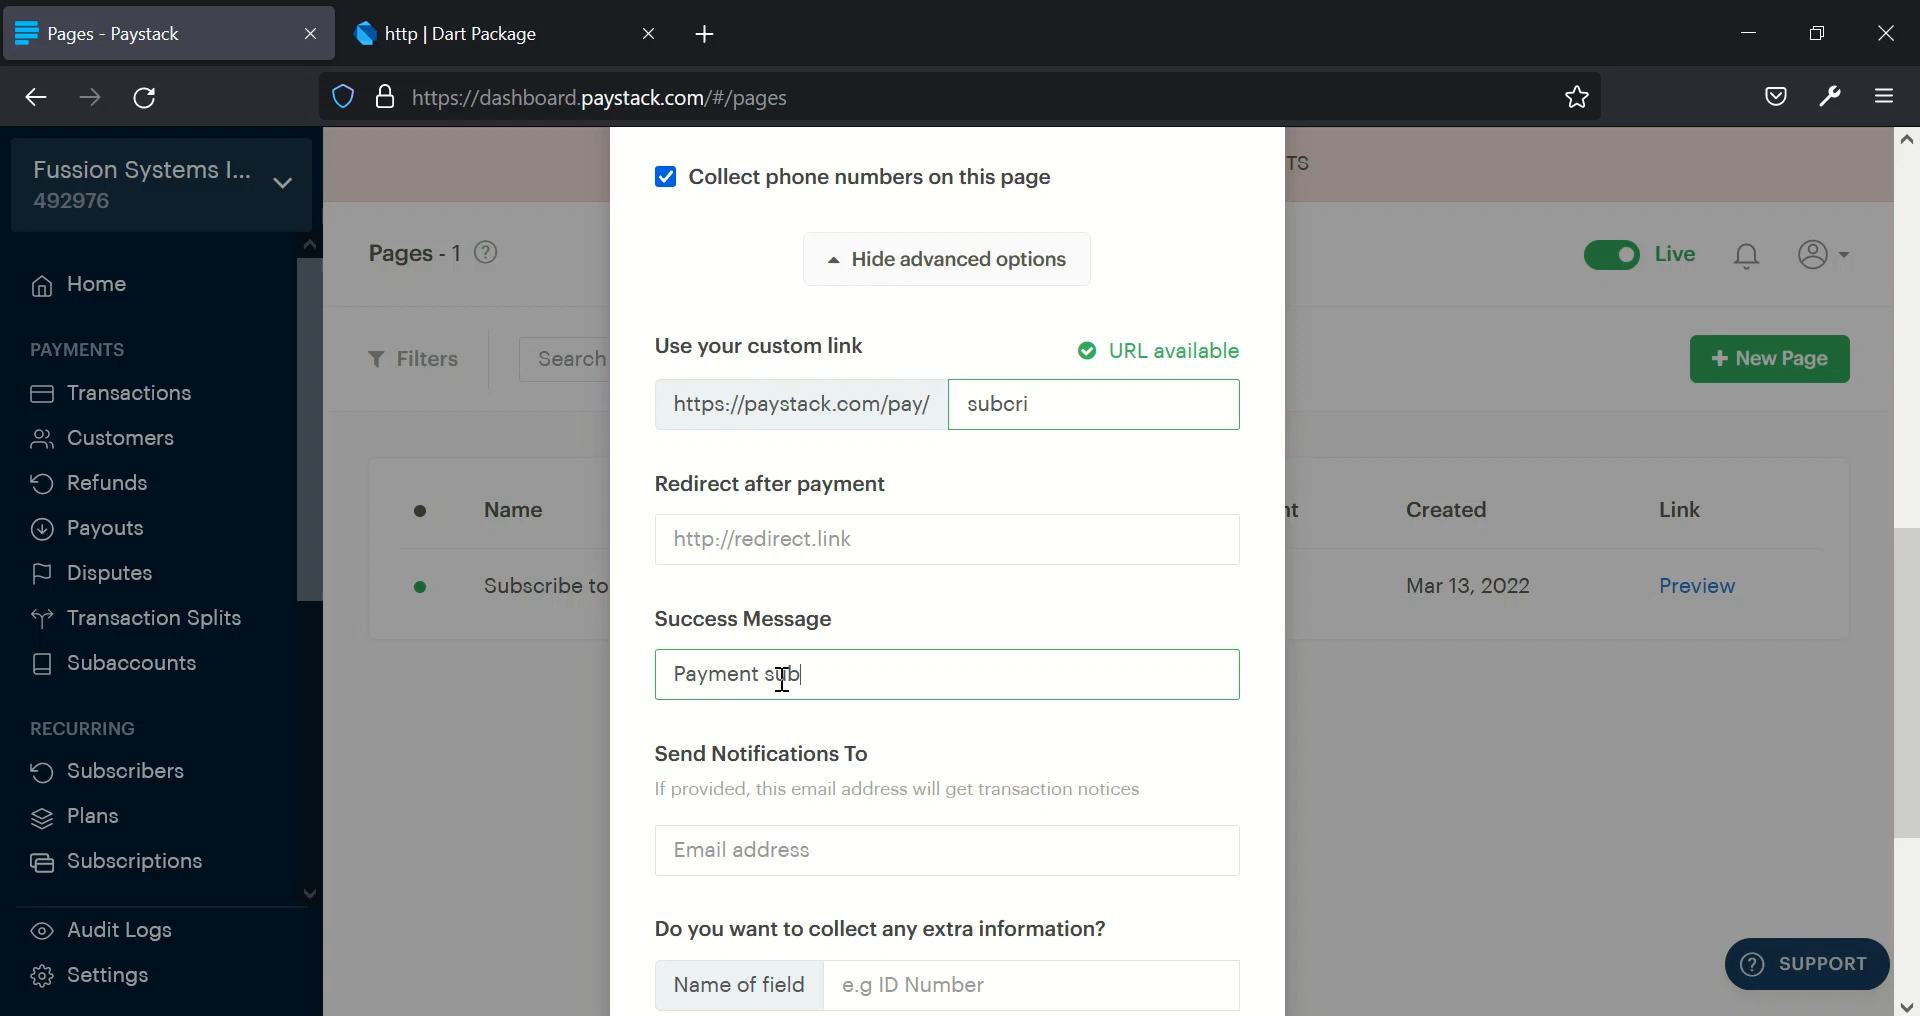 Pages - Paystack
http | Dart Package
https://dashboard.paystack.com/#/pages
Fussion Systems I...
492976
Home
PAYMENTS
Transactions
Customers
Refunds
Payouts
Disputes
Transaction Splits
Subaccounts
RECURRING
Subscribers
Plans
Subscriptions
Audit Logs
Settings
TS
Pages - 1
Live
Filters
Search
+ New Page
Name
nt
Created
Link
Subscribe to
Mar 13, 2022
Preview
Collect phone numbers on this page
Hide advanced options
Use your custom link
URL available
https://paystack.com/pay/
subcri
Redirect after payment
http://redirect.link
Success Message
Payment sub
Send Notifications To
If provided, this email address will get transaction notices
Email address
Do you want to collect any extra information?
Name of field
e.g ID Number
SUPPORT